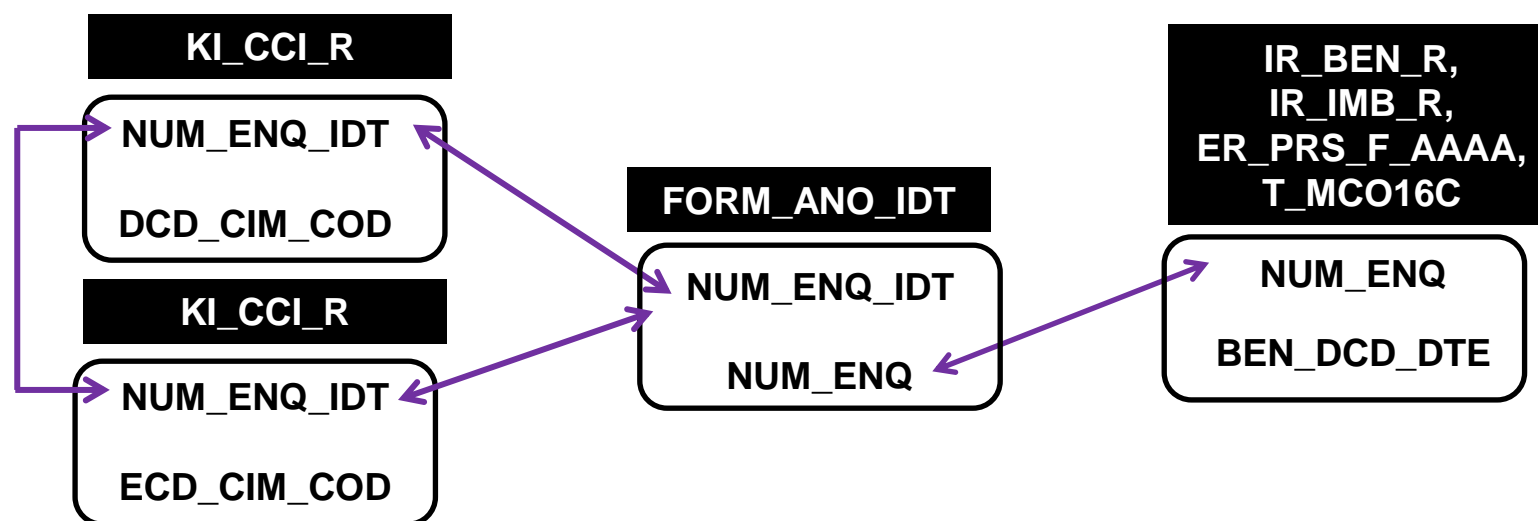 KI_CCI_R
NUM_ENQ_IDT
DCD_CIM_COD
KI_CCI_R
NUM_ENQ_IDT
ECD_CIM_COD
FORM_ANO_IDT
NUM_ENQ_IDT
NUM_ENQ
IR_BEN_R,
IR_IMB_R,
ER_PRS_F_AAAA,
T_MCO16C
NUM_ENQ
BEN_DCD_DTE